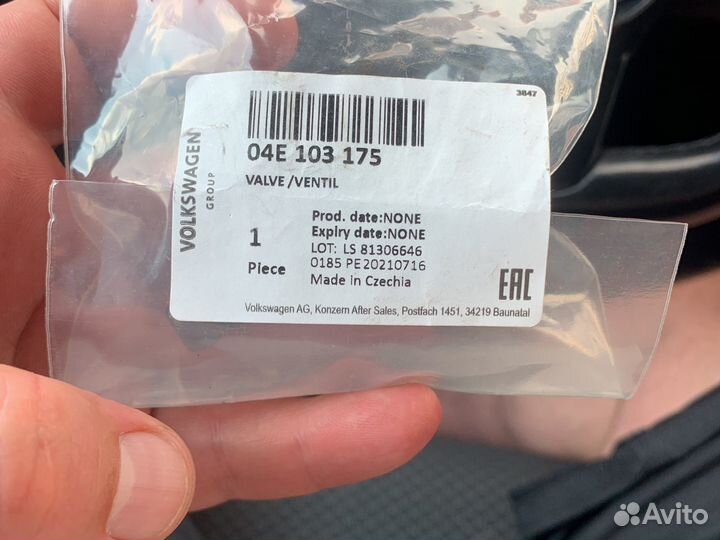 3847
04E 103 175
VALVE /VENTIL
VOLKSWAGEN
GROUP
Prod. date:NONE
Expiry date:NONE
1
LOT: LS 81306646
Piece
0185 PE20210716
Made in Czechia
EAC
Volkswagen AG, Konzern After Sales, Postfach 1451, 34219 Baunatal
Avito